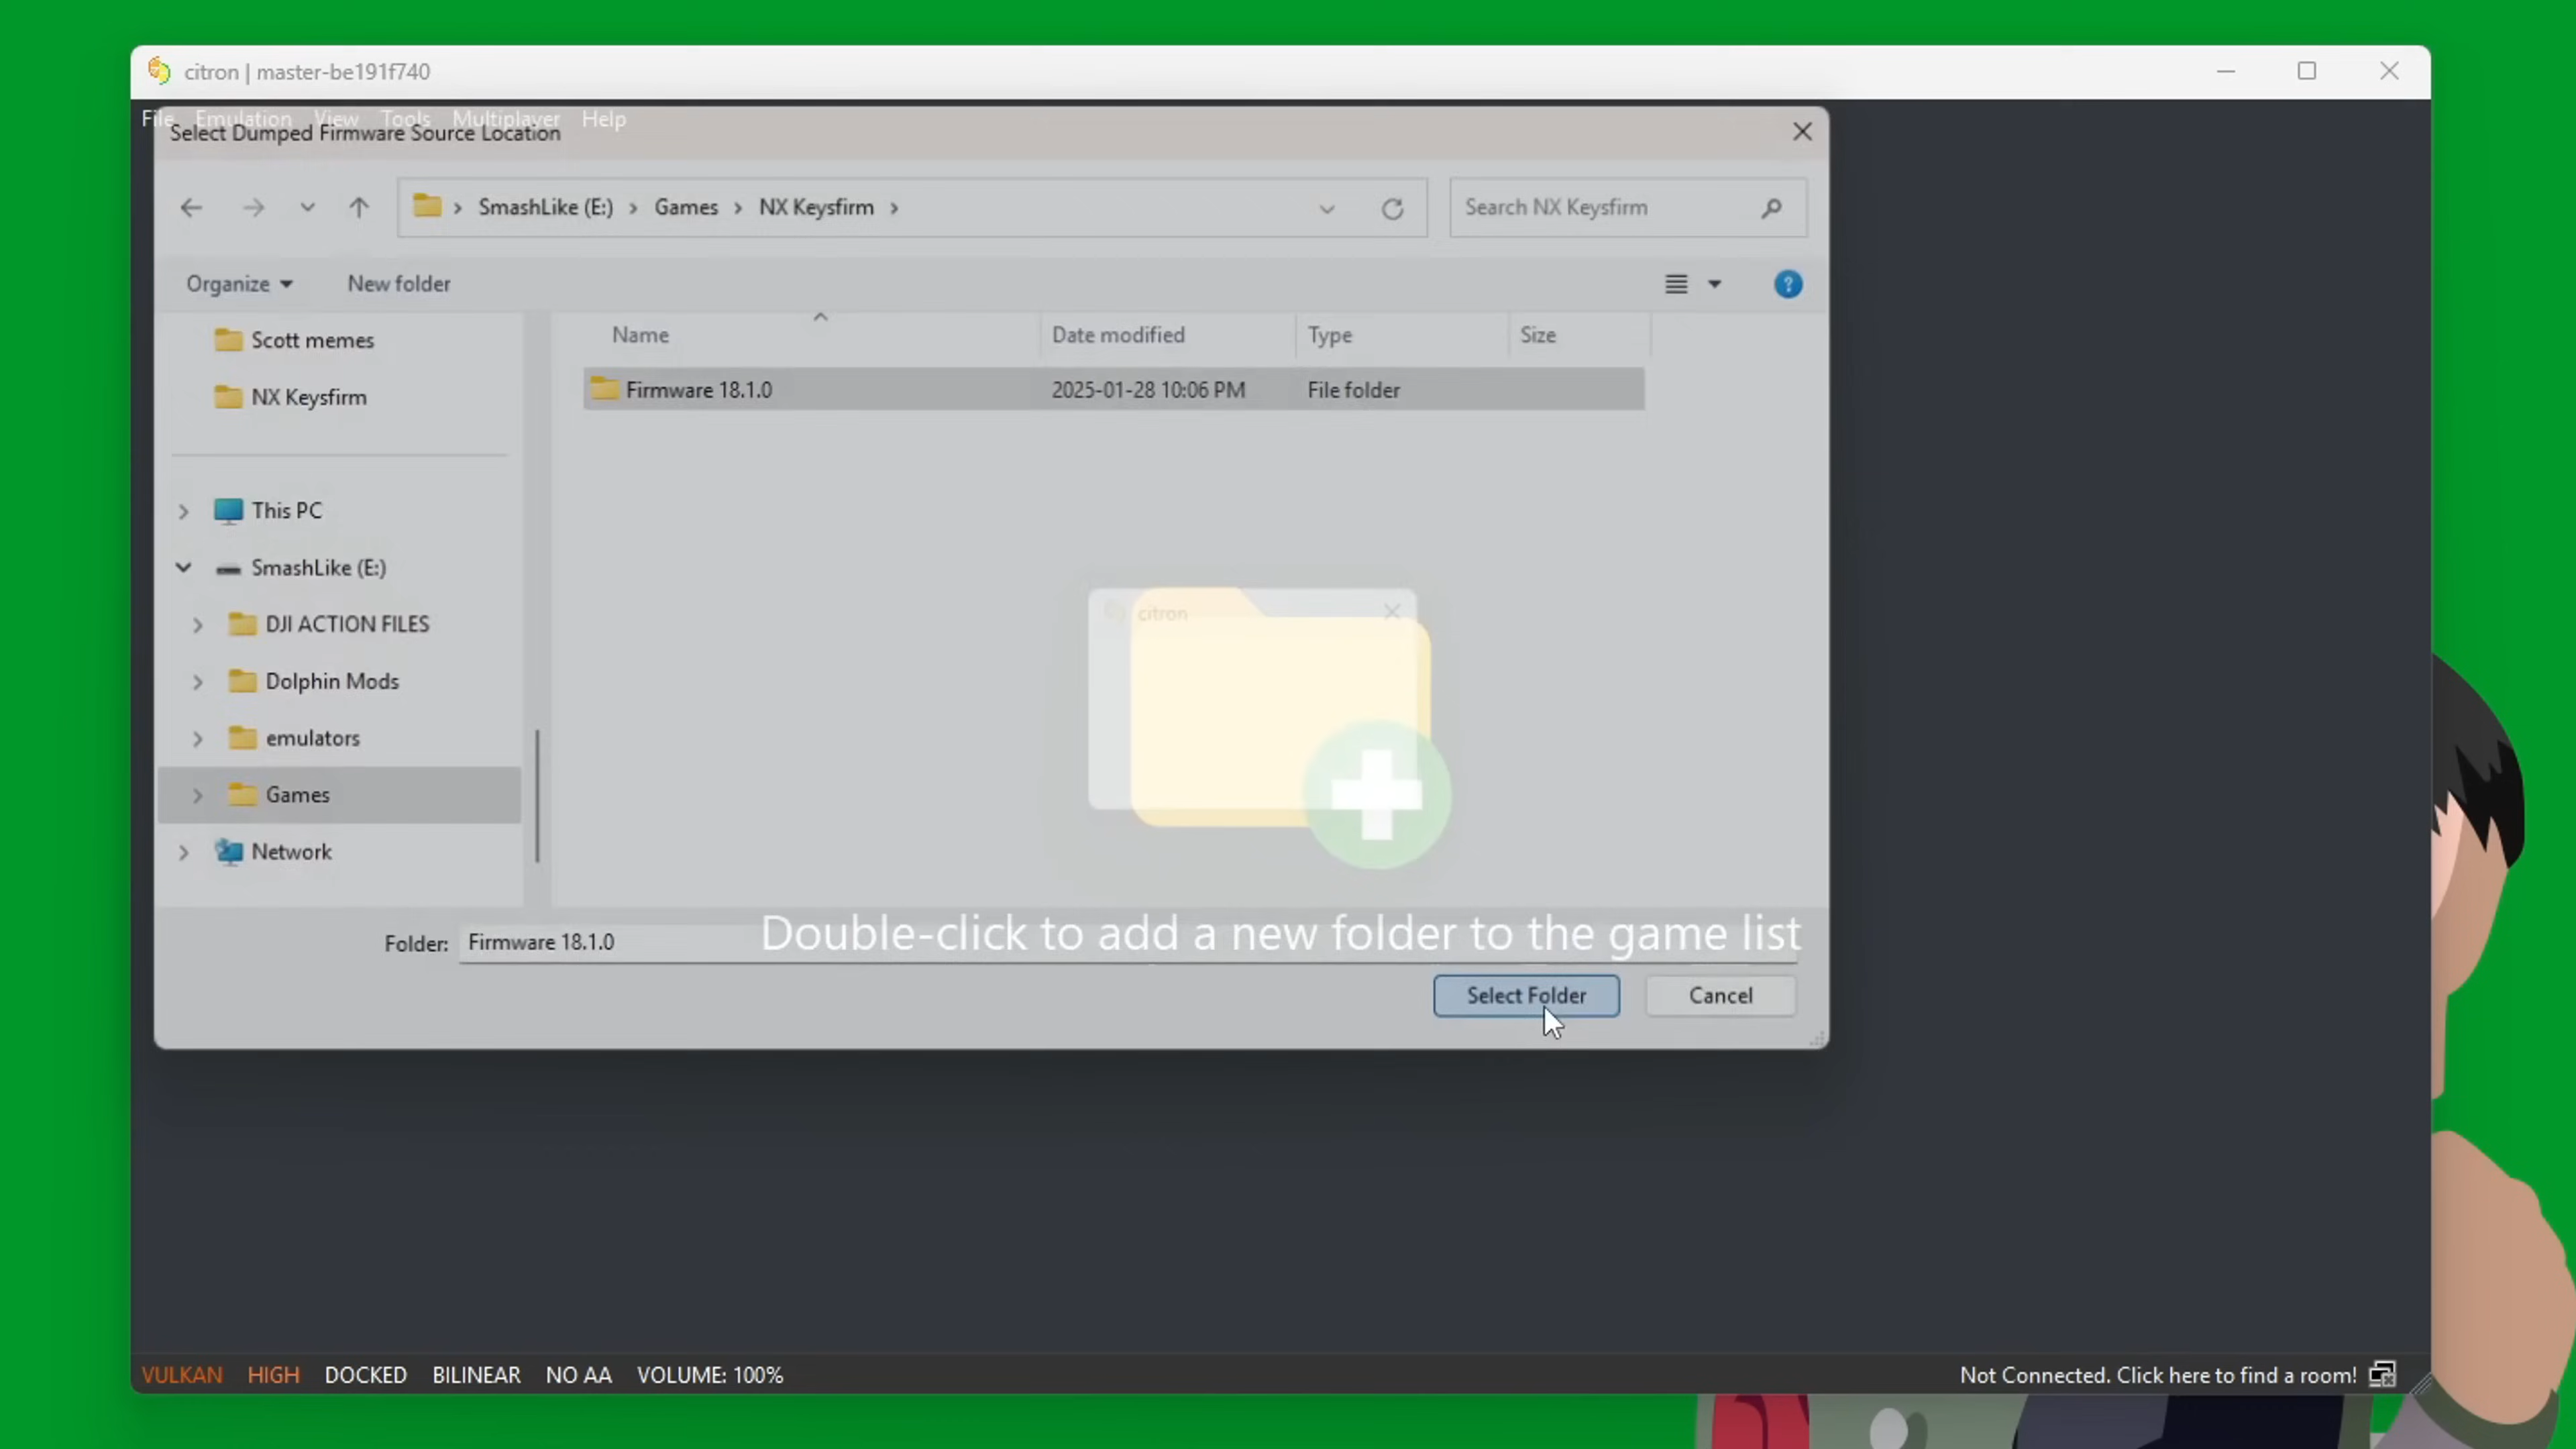 citron | master-be191f740
File Emulation View Tools Multiplayer Help
Select Dumped Firmware Source Location
SmashLike (E:) Games NX Keysfirm
Search NX Keysfirm
Organize New folder
Name Date modified Type Size
Firmware 18.1.0 2025-01-28 10:06 PM File folder
Scott memes
NX Keysfirm
This PC
SmashLike (E:)
DJI ACTION FILES
Dolphin Mods
emulators
Games
Network
citron
Folder: Firmware 18.1.0
Double-click to add a new folder to the game list
Select Folder Cancel
VULKAN HIGH DOCKED BILINEAR NO AA VOLUME: 100%
Not Connected. Click here to find a room!